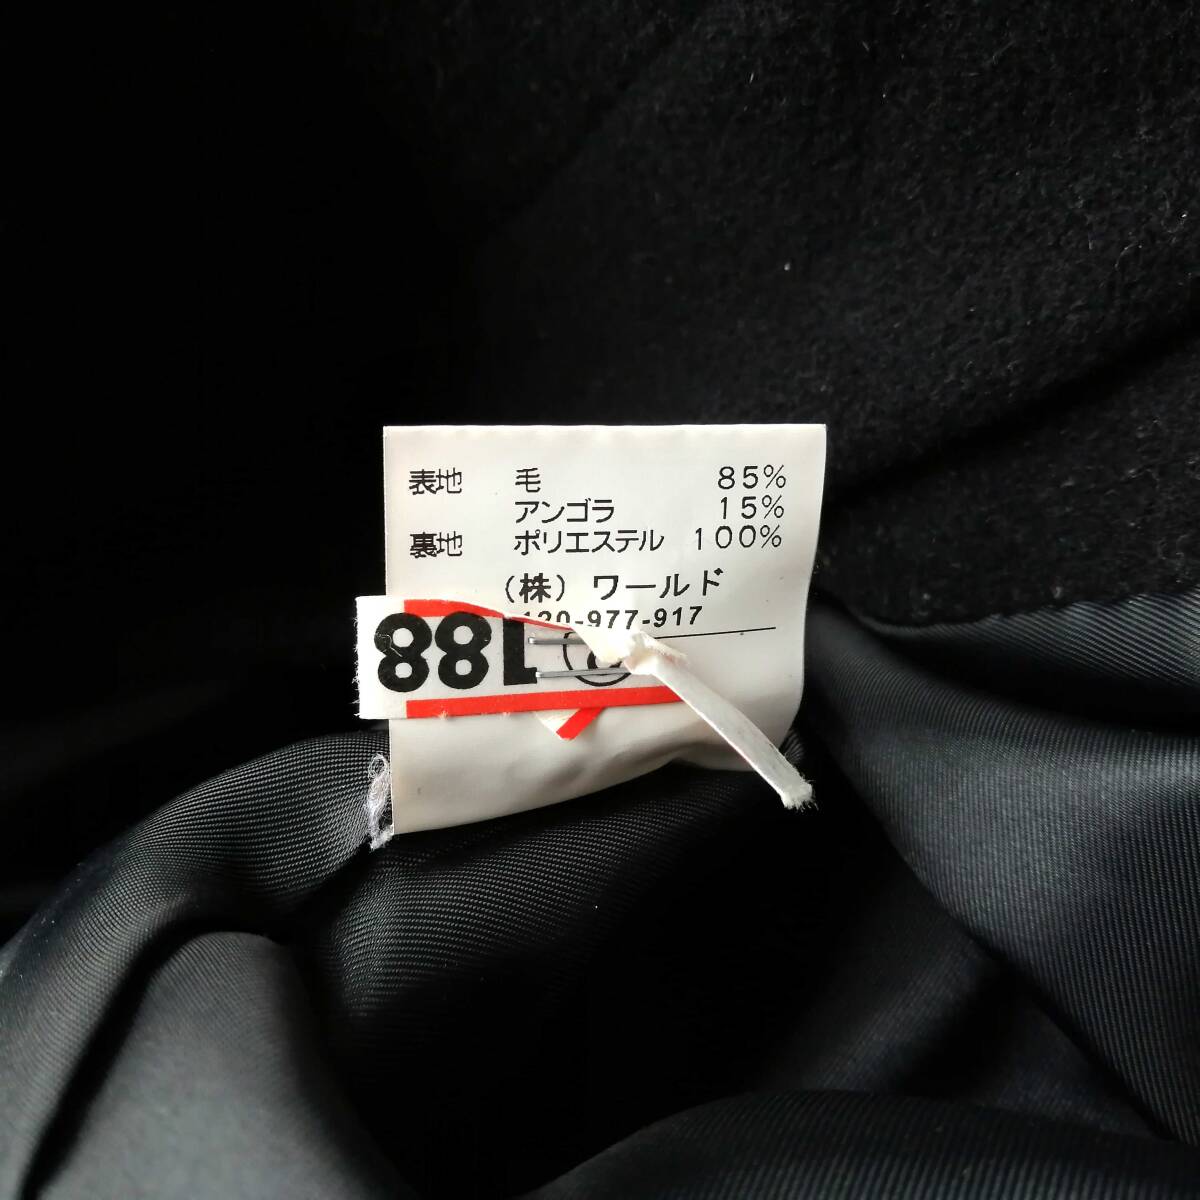 表地 毛 85%
アンゴラ 15%
裏地 ポリエステル 100%
(株) ワールド
120-977-917
188